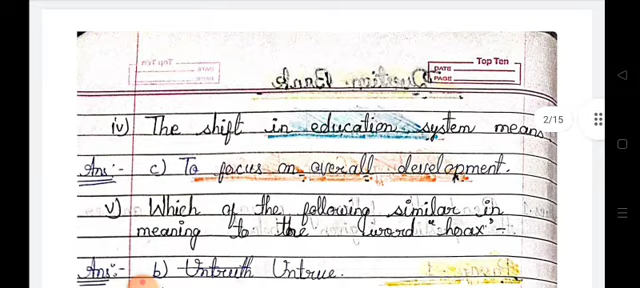 Top Ten
DATE
PAGE
2/15
iv) The shift in education system means
Ans:- c) To focus on overall development.
v) Which of the following similar in
meaning to the word "hoax"-
Ans:- b) Untruth Untrue.